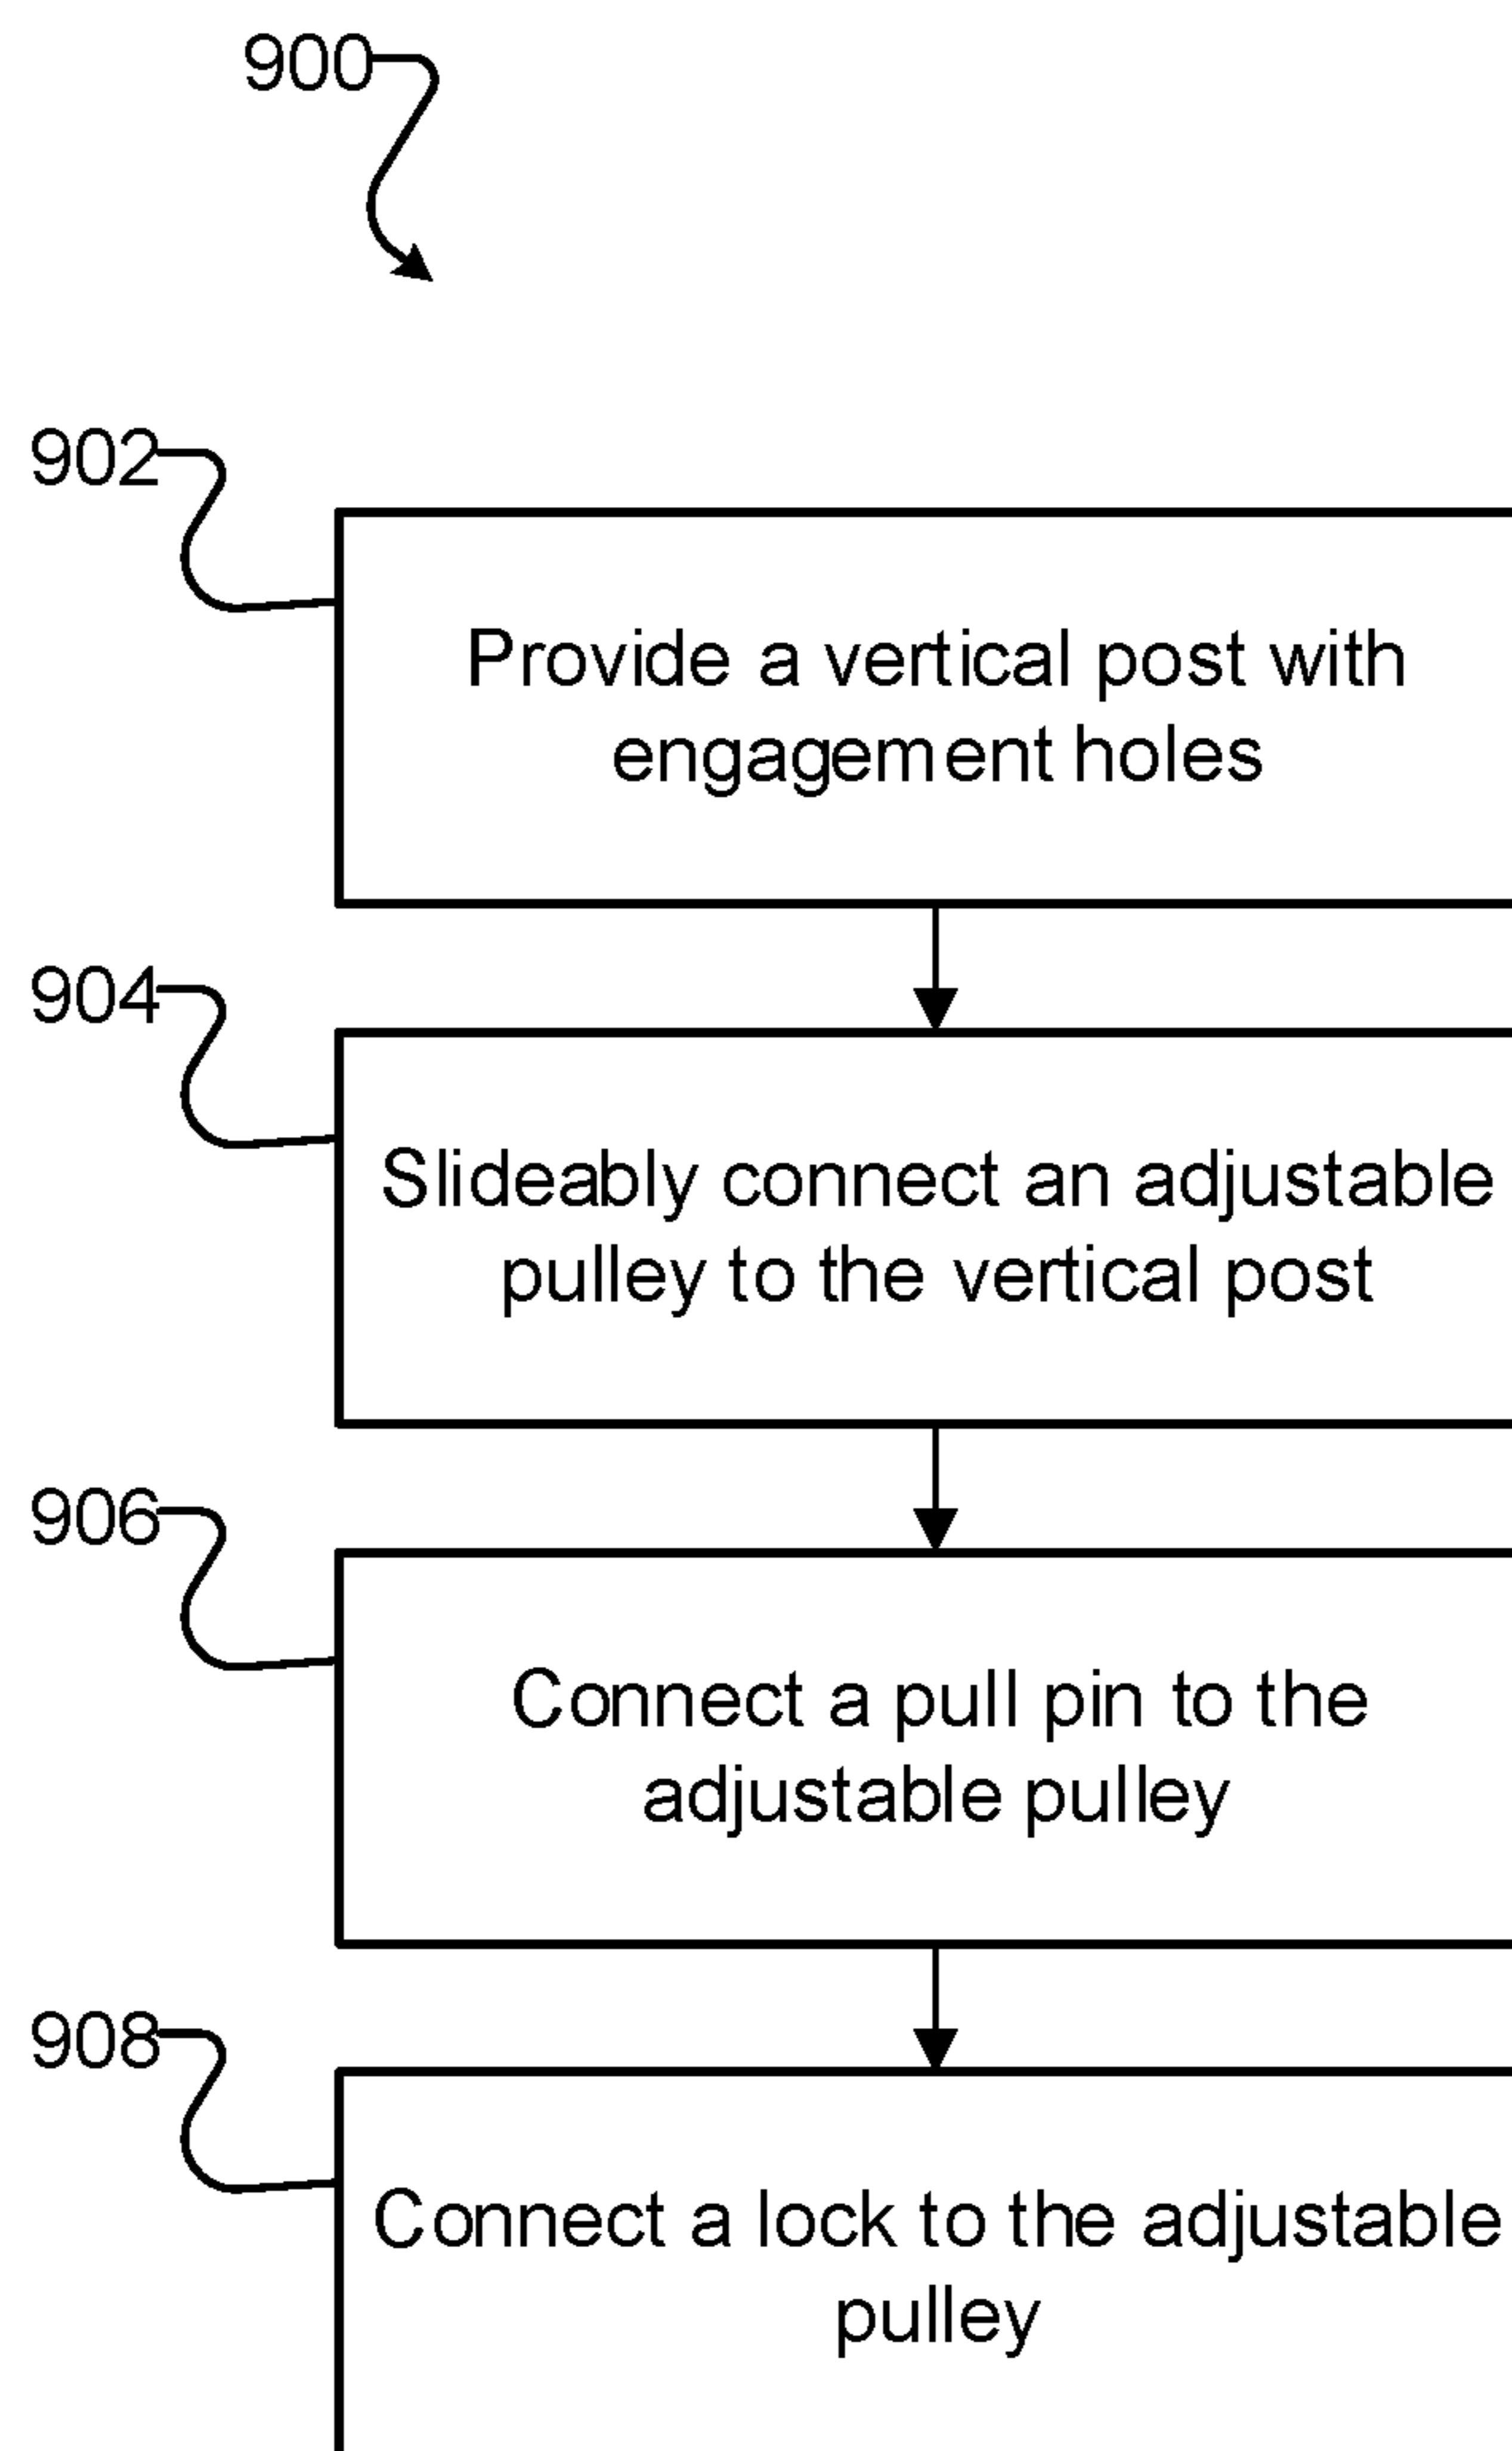 900
902
Provide a vertical post with
engagement holes
904
Slideably connect an adjustable
pulley to the vertical post
906
Connect a pull pin to the
adjustable pulley
908
Connect a lock to the adjustable
pulley